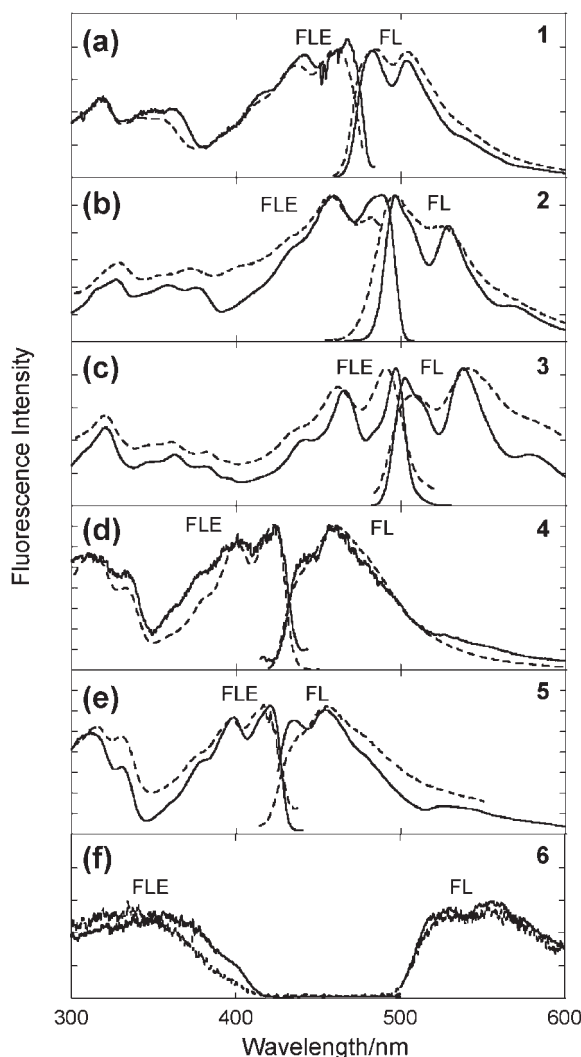 (a) FLE FL 1
(b) FLE FL 2
(c) FLE FL 3
(d) FLE FL 4
(e) FLE FL 5
(f) FLE FL 6
Fluorescence Intensity
300 400 500 600
Wavelength/nm